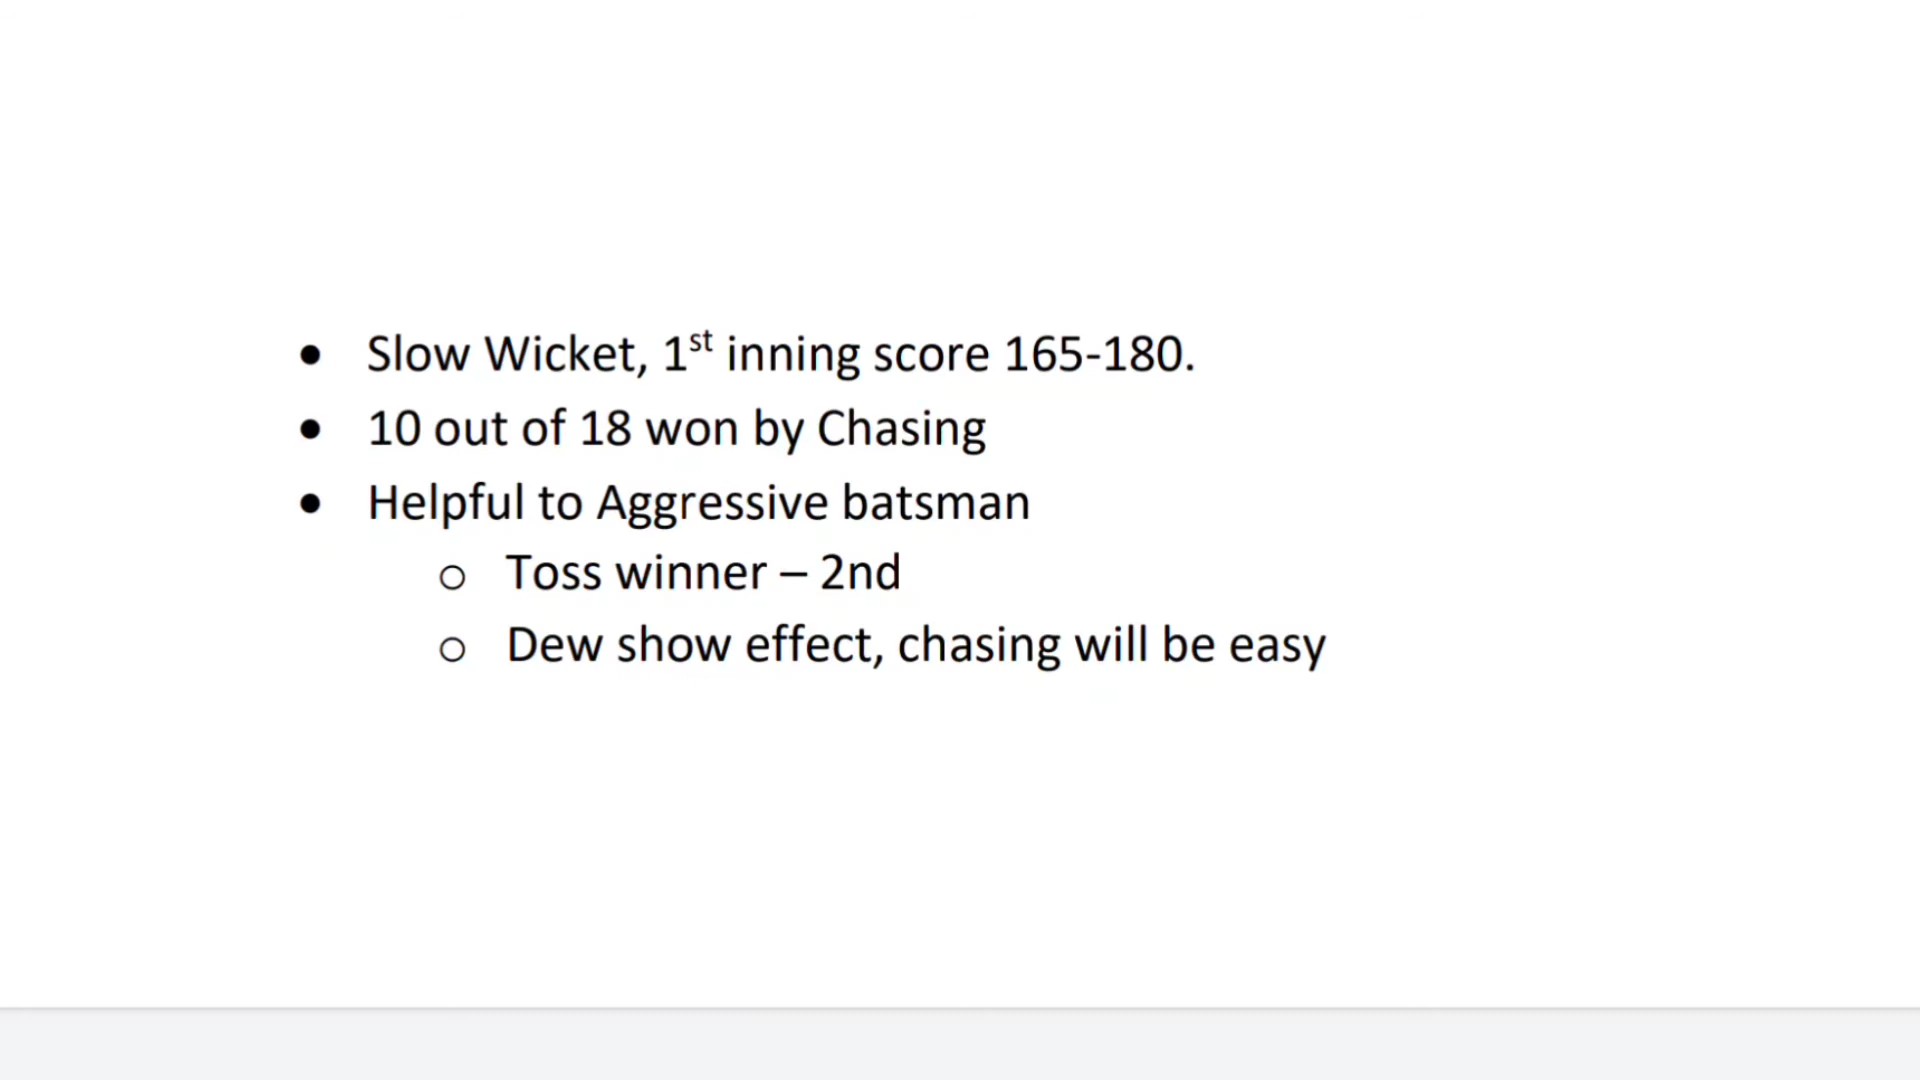 • Slow Wicket, 1st inning score 165-180.
• 10 out of 18 won by Chasing
• Helpful to Aggressive batsman
o Toss winner – 2nd
o Dew show effect, chasing will be easy